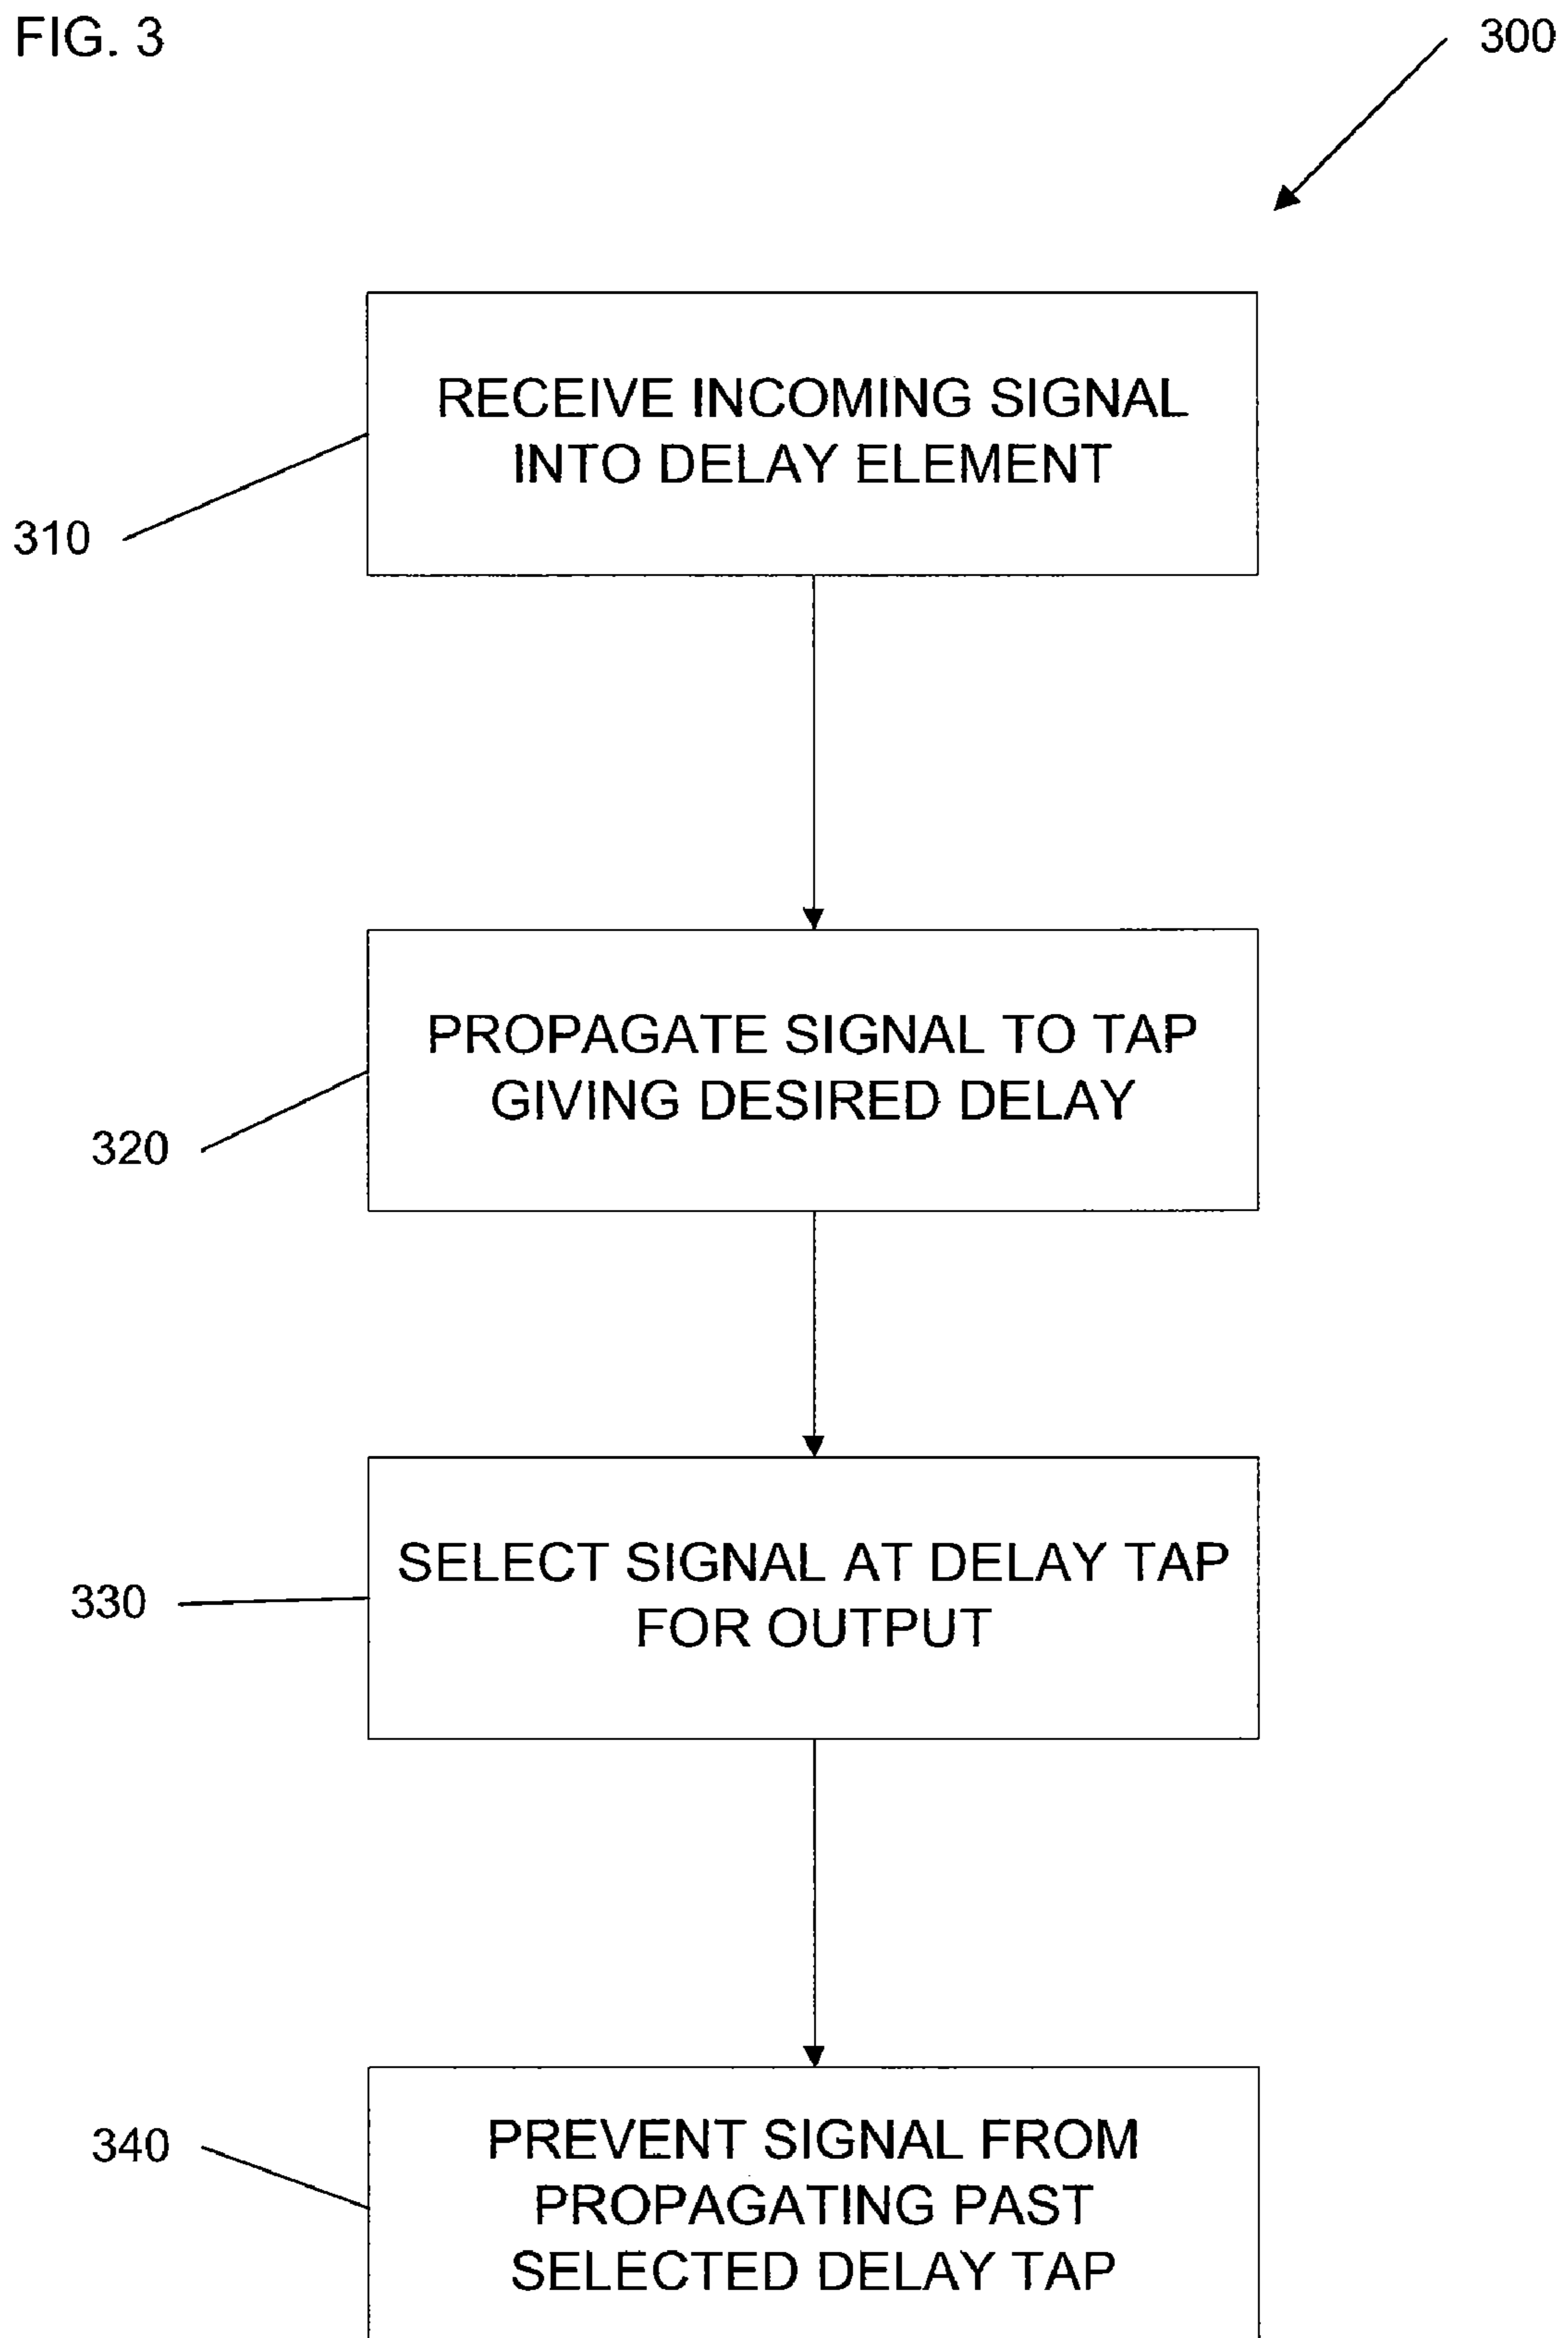 FIG. 3
300
RECEIVE INCOMING SIGNAL
INTO DELAY ELEMENT
310
PROPAGATE SIGNAL TO TAP
GIVING DESIRED DELAY
320
SELECT SIGNAL AT DELAY TAP
FOR OUTPUT
330
PREVENT SIGNAL FROM
PROPAGATING PAST
SELECTED DELAY TAP
340